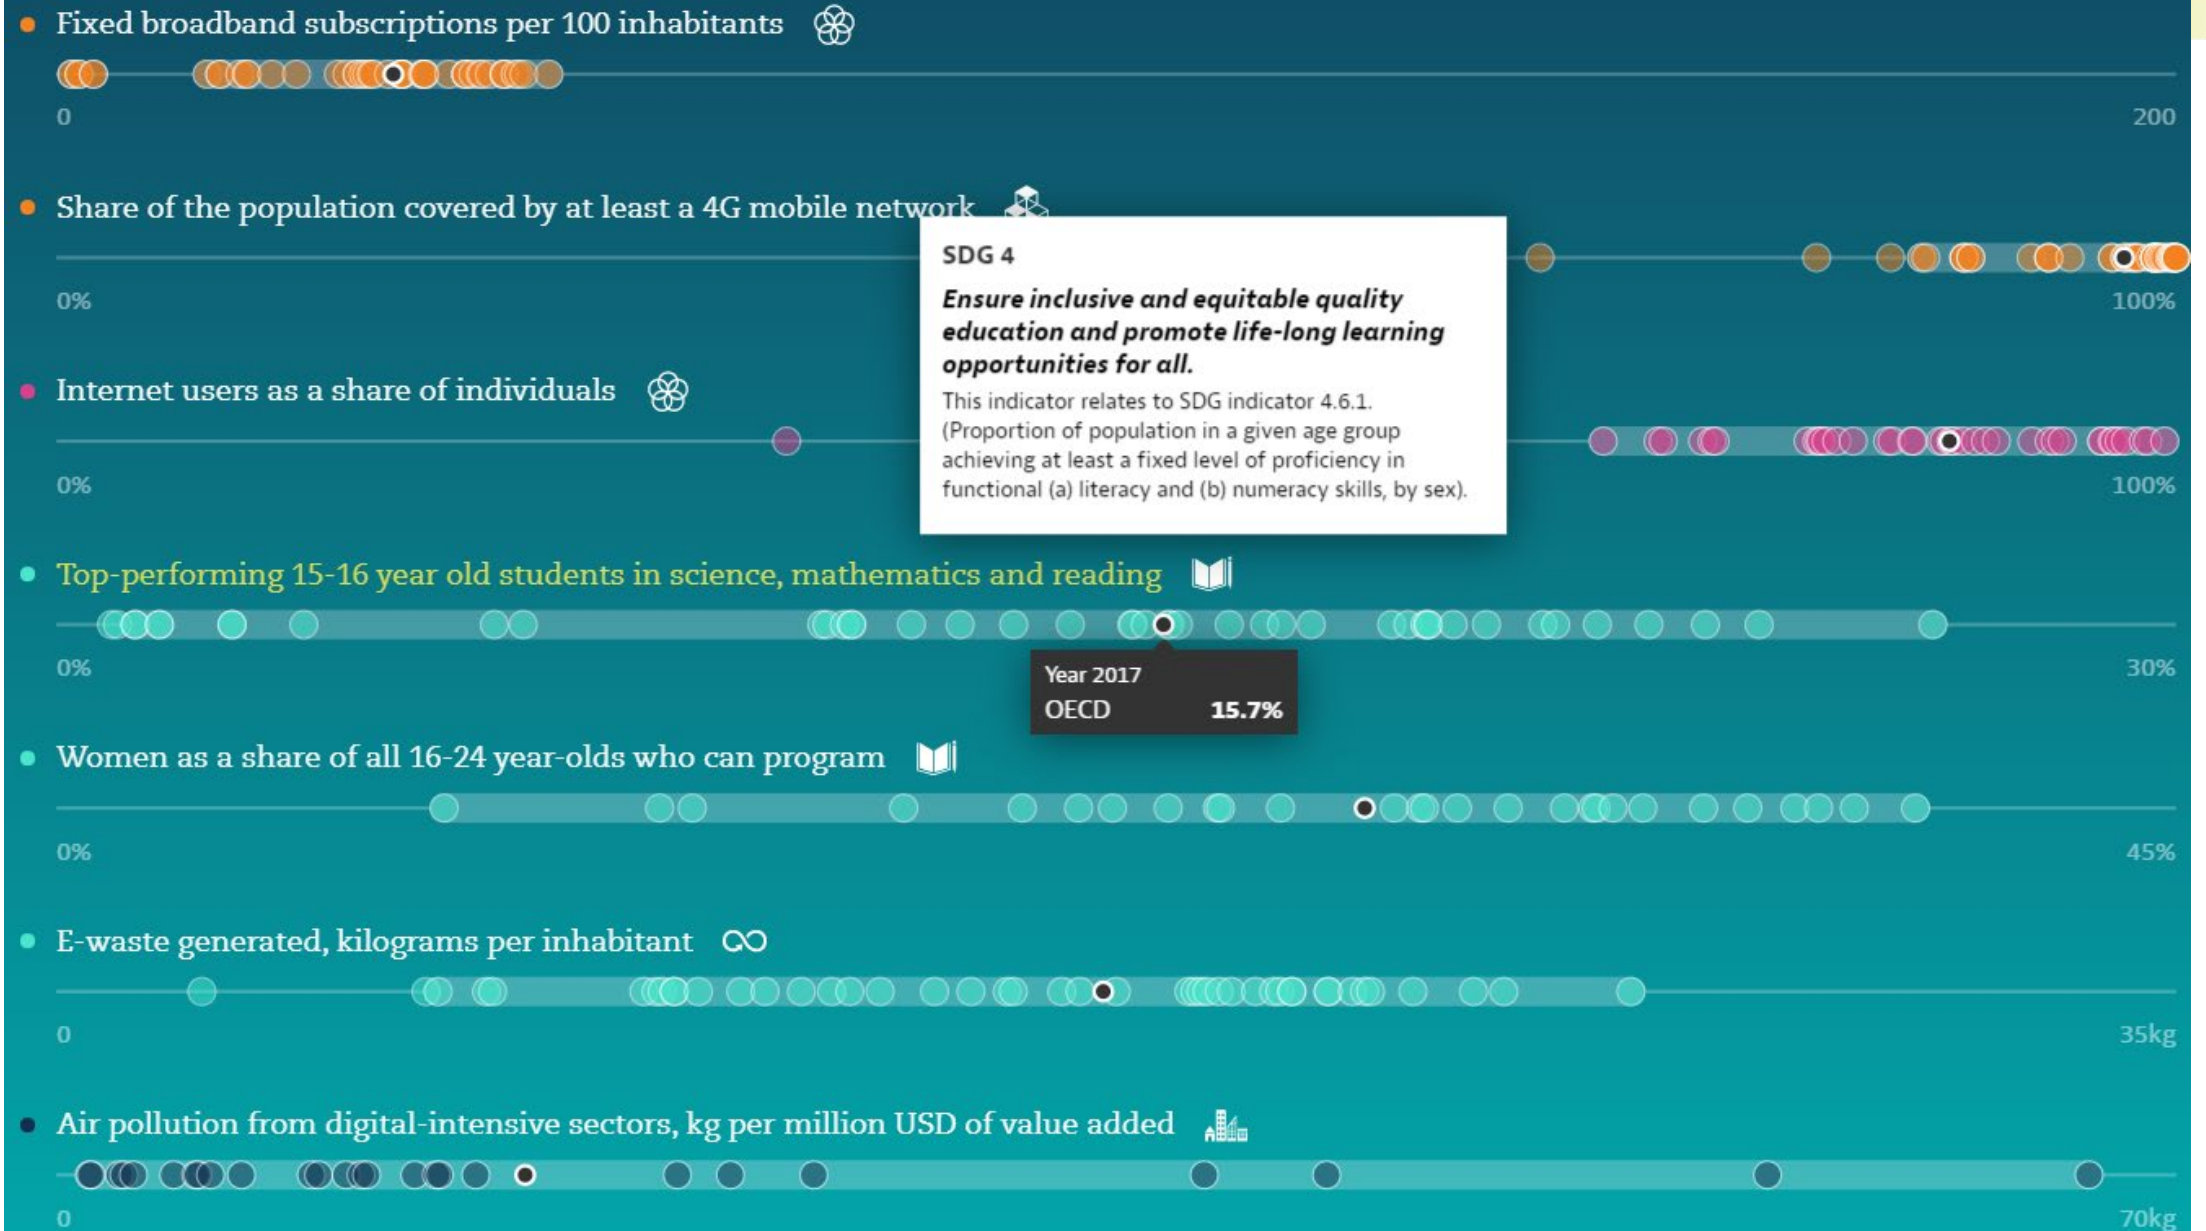 Fixed broadband subscriptions per 100 inhabitants
0
200
Share of the population covered by at least a 4G mobile network
0%
100%
SDG 4
Ensure inclusive and equitable quality
education and promote life-long learning
opportunities for all.
This indicator relates to SDG indicator 4.6.1.
(Proportion of population in a given age group
achieving at least a fixed level of proficiency in
functional (a) literacy and (b) numeracy skills, by sex).
Internet users as a share of individuals
0%
100%
Top-performing 15-16 year old students in science, mathematics and reading
0%
30%
Year 2017
OECD 15.7%
Women as a share of all 16-24 year-olds who can program
0%
45%
E-waste generated, kilograms per inhabitant
0
35kg
Air pollution from digital-intensive sectors, kg per million USD of value added
0
70kg